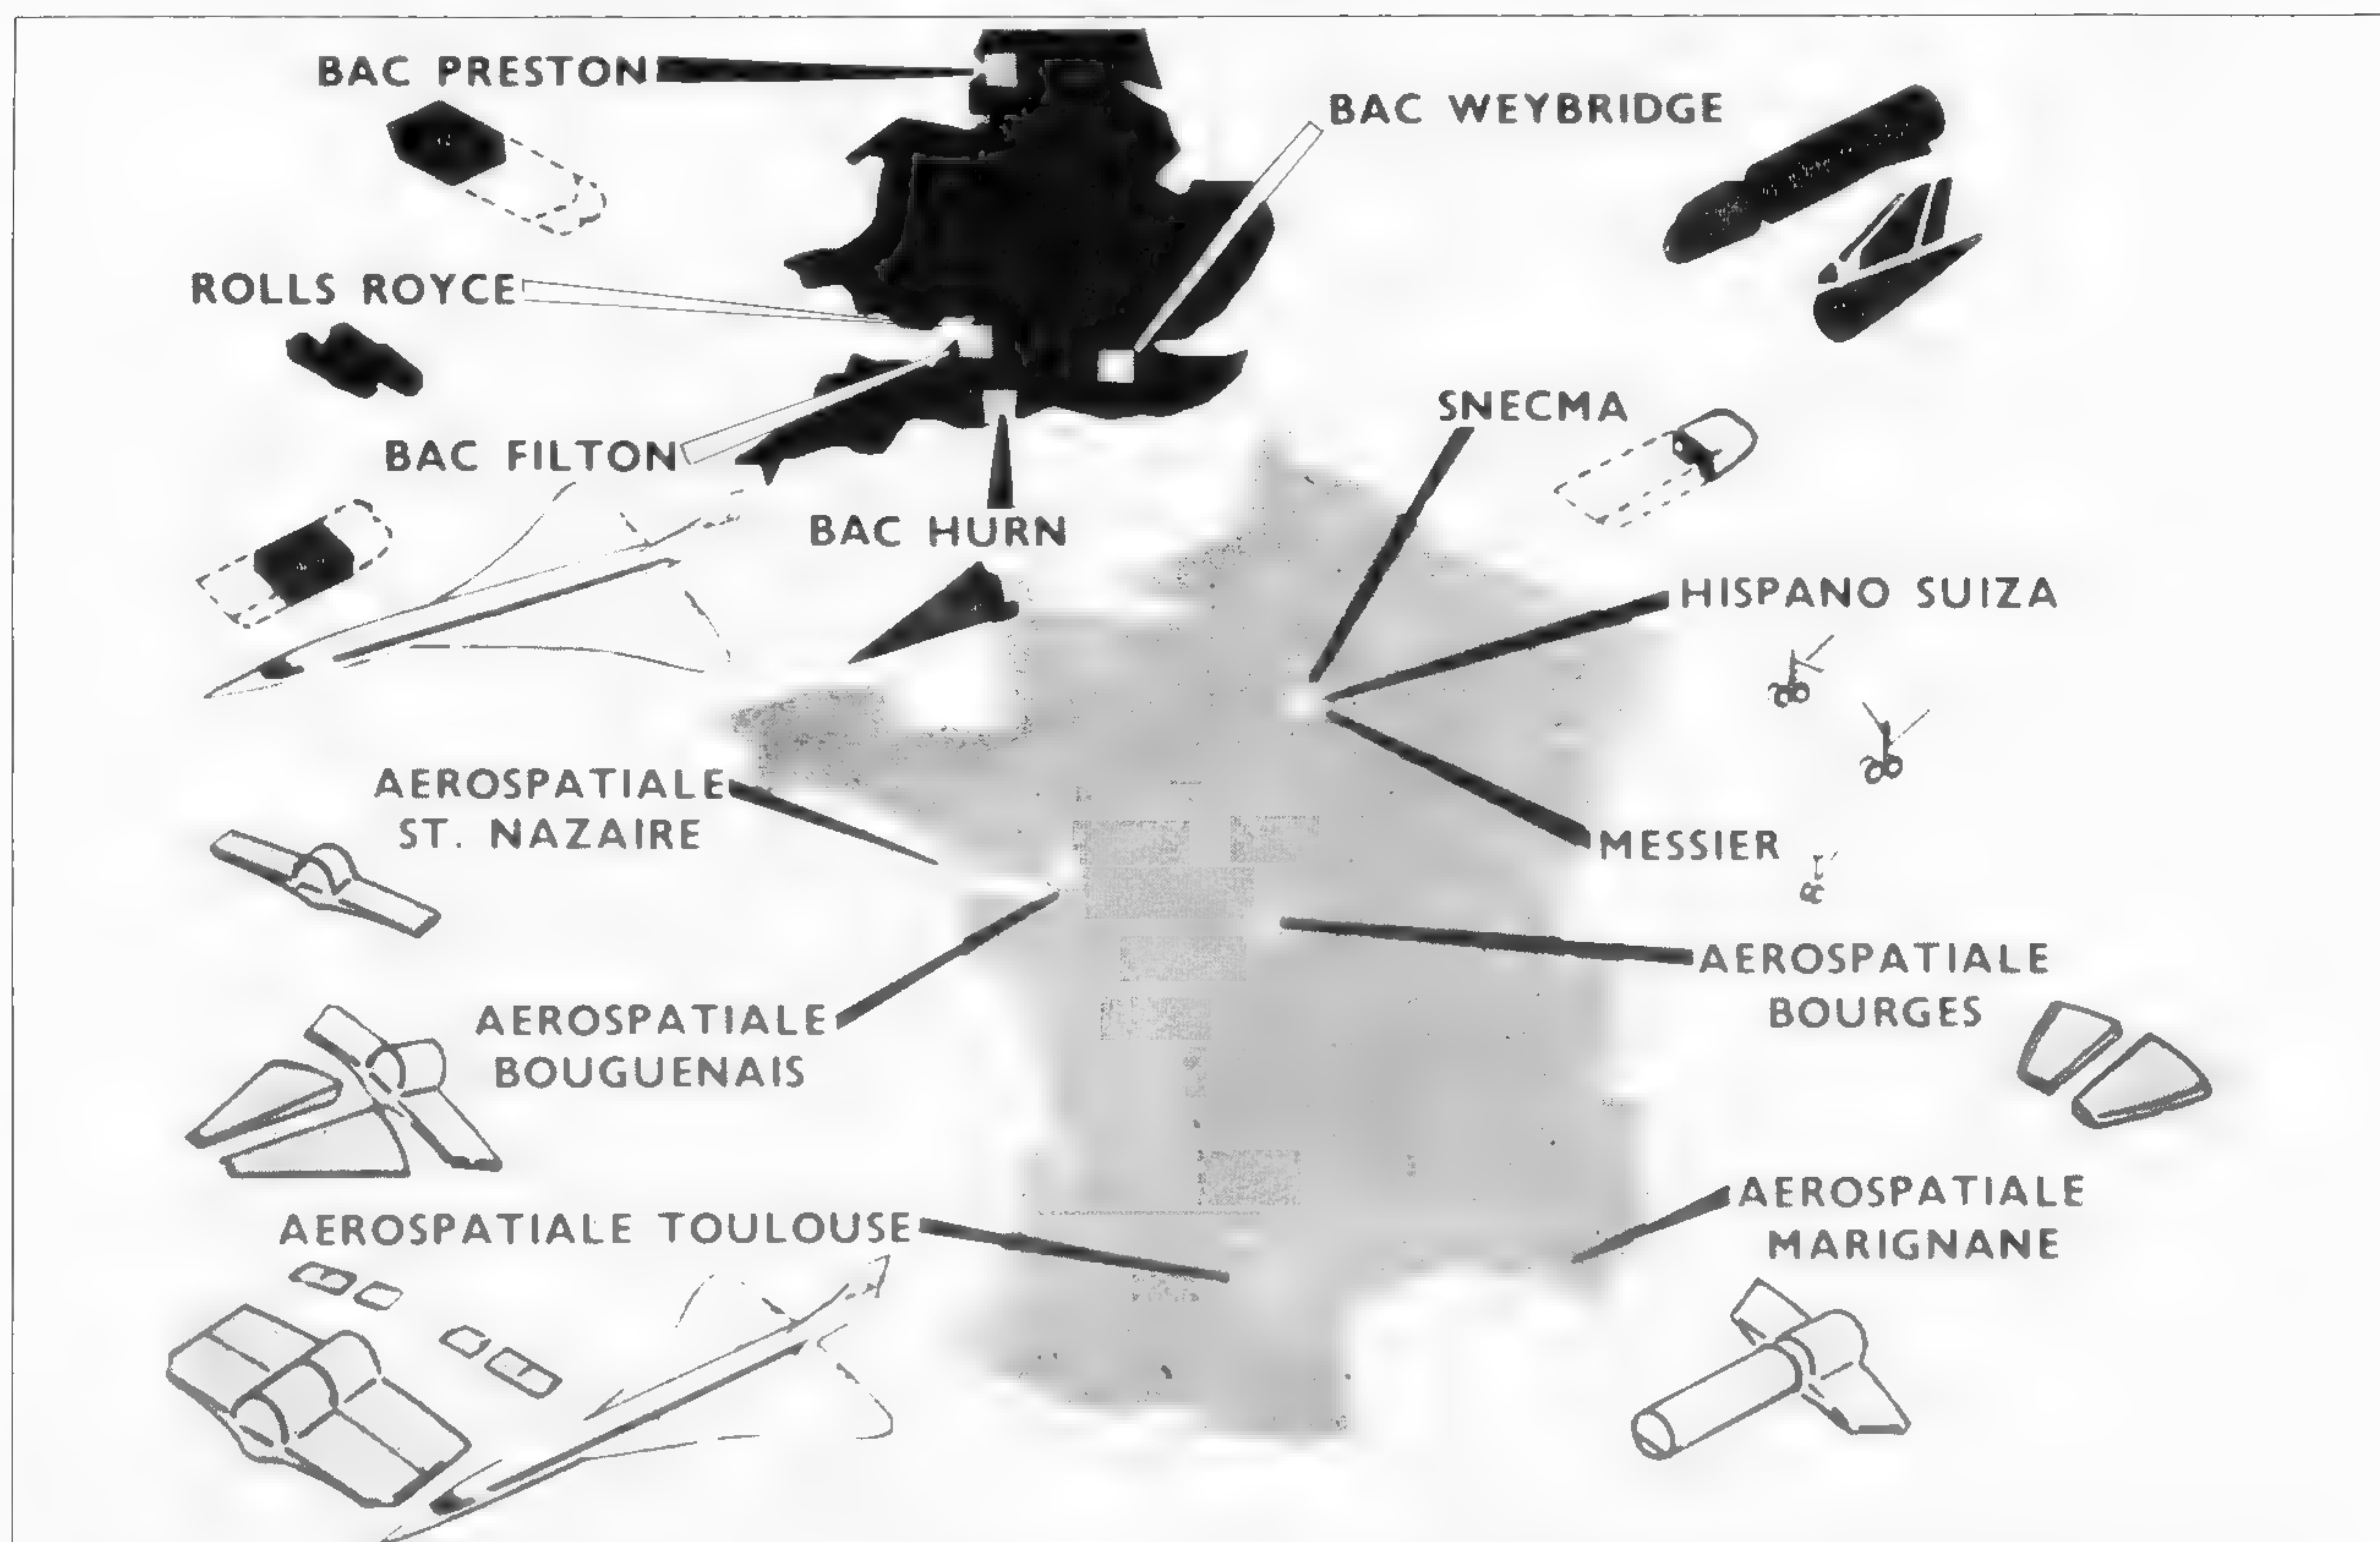 BAC PRESTON
BAC WEYBRIDGE
ROLLS ROYCE
SNECMA
BAC FILTON
BAC HURN
HISPANO SUIZA
AEROSPATIALE
ST. NAZAIRE
MESSIER
AEROSPATIALE
BOURGES
AEROSPATIALE
BOUGUENAIS
AEROSPATIALE TOULOUSE
AEROSPATIALE
MARIGNANE